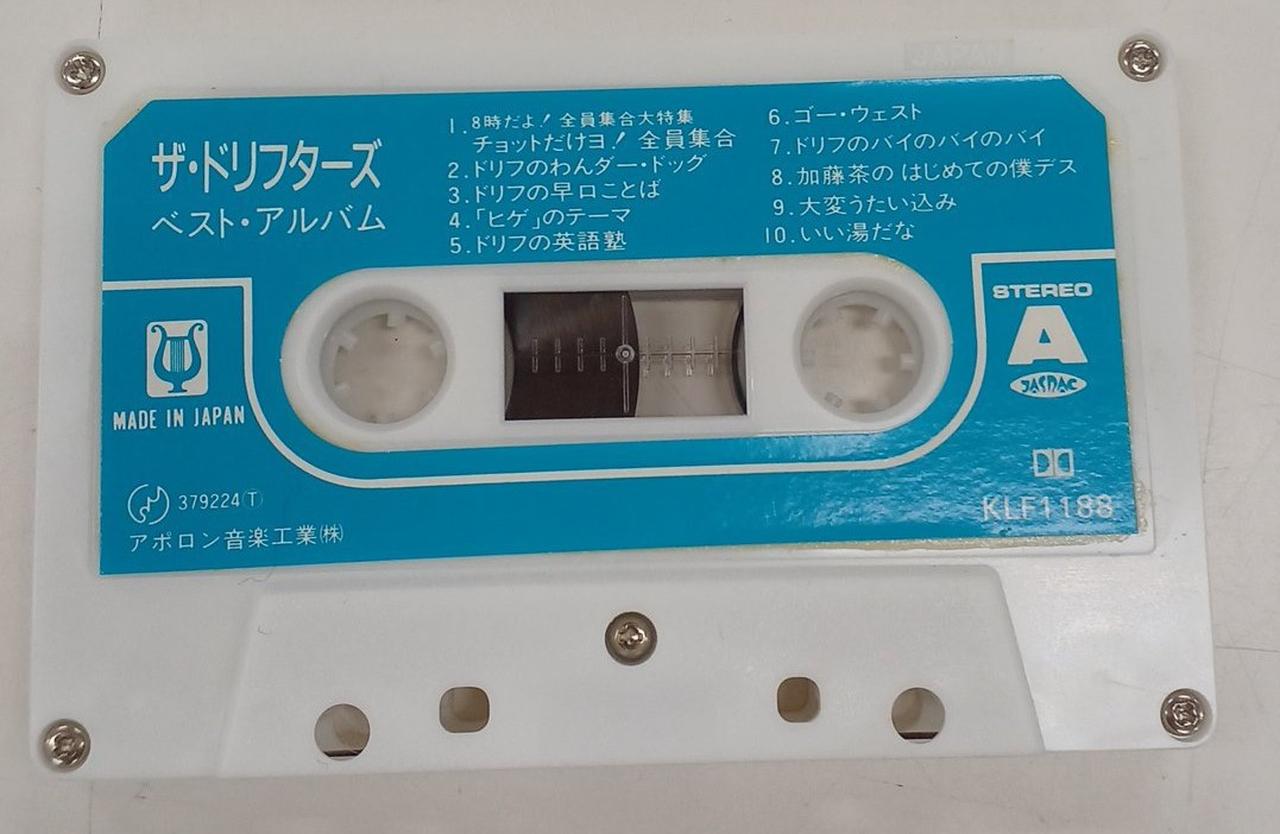 JAPAN
ザ・ドリフターズ
ベスト・アルバム
1.8時だよ!全員集合大特集
チョットだけヨ!全員集合
2.ドリフのわんダー・ドッグ
3.ドリフの早口ことば
4.「ヒゲ」のテーマ
5.ドリフの英語塾
6.ゴー・ウェスト
7.ドリフのバイのバイのバイ
8.加藤茶の はじめての僕デス
9.大変うたい込み
10.いい湯だな
MADE IN JAPAN
STEREO
A
JASRAC
379224Ⓣ
アポロン音楽工業㈱
KLF1188